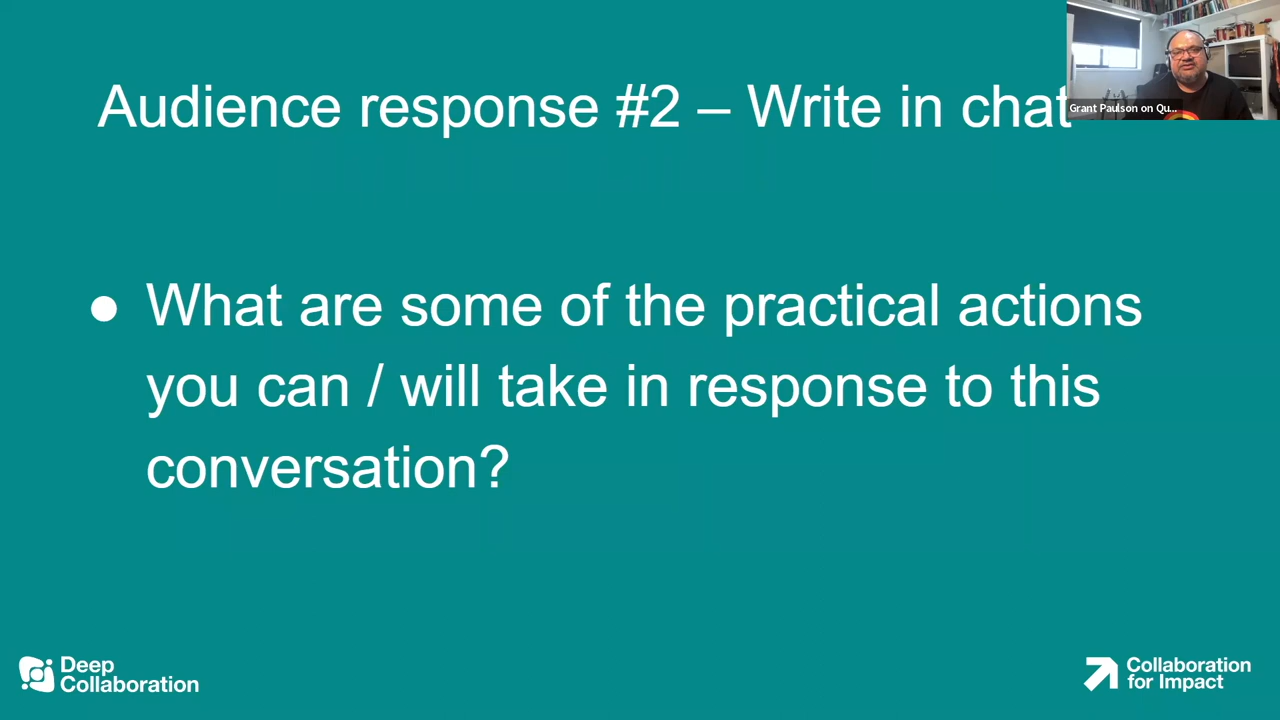 Audience response #2 – Write in chat
Grant Paulson on Qu...
● What are some of the practical actions
you can / will take in response to this
conversation?
Deep
Collaboration
Collaboration
for Impact